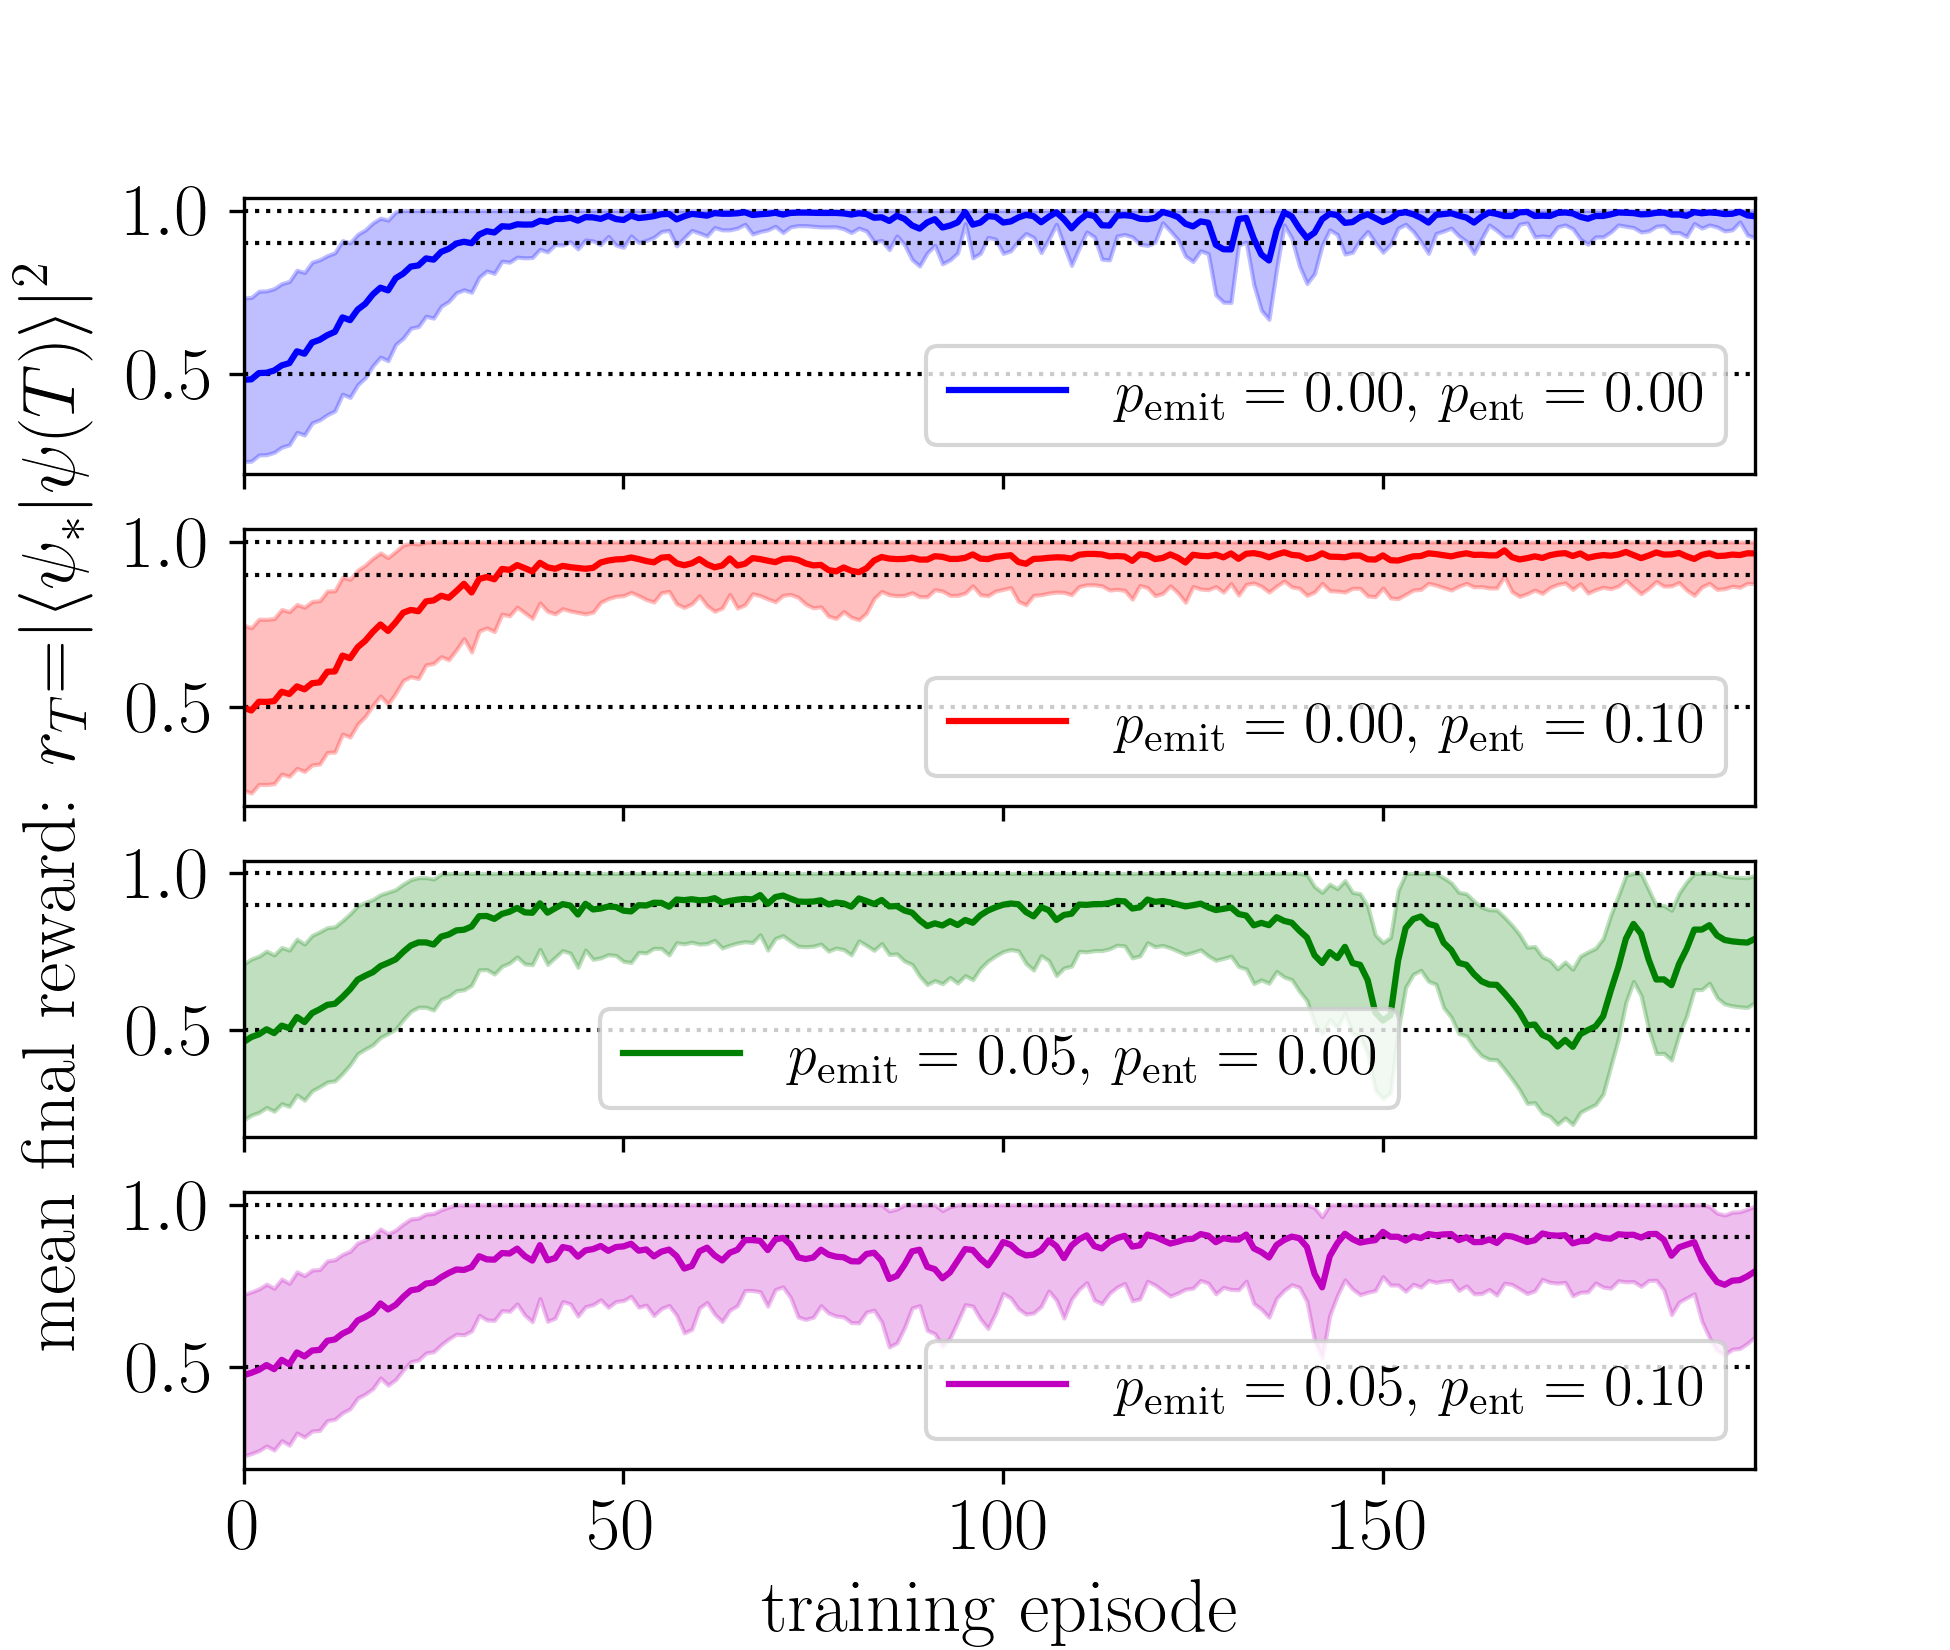 mean final reward: r_T=|⟨ψ_*|ψ(T)⟩|^2
1.0
0.5
p_emit = 0.00, p_ent = 0.00
1.0
0.5
p_emit = 0.00, p_ent = 0.10
1.0
0.5
p_emit = 0.05, p_ent = 0.00
1.0
0.5
p_emit = 0.05, p_ent = 0.10
0 50 100 150
training episode